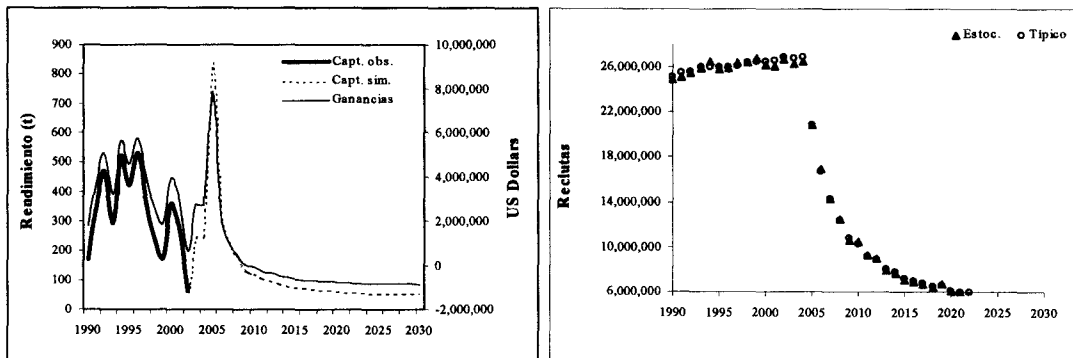 Rendimiento (t)
900
800
700
600
500
400
300
200
100
0
Capt. obs.
Capt. sim.
Ganancias
10,000,000
8,000,000
6,000,000
4,000,000
2,000,000
0
-2,000,000
US Dollars
1990 1995 2000 2005 2010 2015 2020 2025 2030
Estoc. Típico
Reclutas
26,000,000
22,000,000
18,000,000
14,000,000
10,000,000
6,000,000
1990 1995 2000 2005 2010 2015 2020 2025 2030